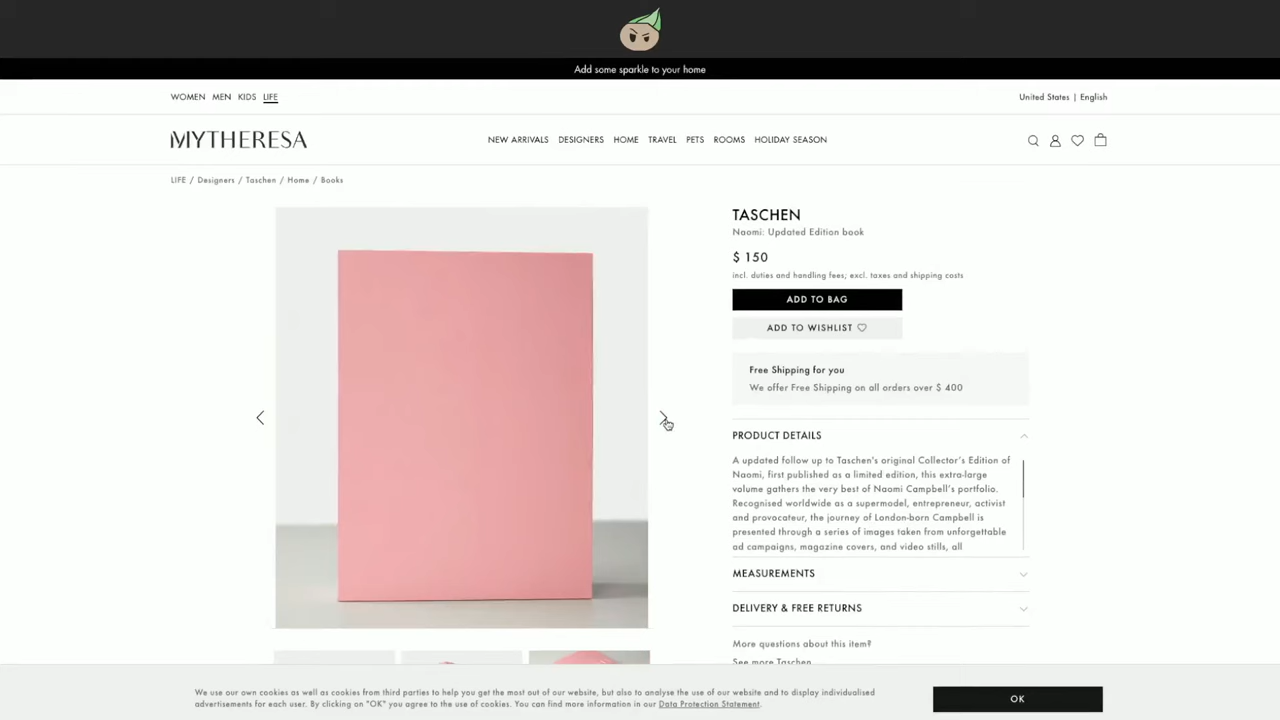 Add some sparkle to your home
WOMEN MEN KIDS LIFE
United States | English
MYTHERESA
NEW ARRIVALS DESIGNERS HOME TRAVEL PETS ROOMS HOLIDAY SEASON
LIFE / Designers / Taschen / Home / Books
TASCHEN
Naomi: Updated Edition book
$ 150
incl. duties and handling fees; excl. taxes and shipping costs
ADD TO BAG
ADD TO WISHLIST
Free Shipping for you
We offer Free Shipping on all orders over $ 400
PRODUCT DETAILS
A updated follow up to Taschen's original Collector's Edition of
Naomi, first published as a limited edition, this extra-large
volume gathers the very best of Naomi Campbell's portfolio.
Recognised worldwide as a supermodel, entrepreneur, activist
and provocateur, the journey of London-born Campbell is
presented through a series of images taken from unforgettable
ad campaigns, magazine covers, and video stills, all
MEASUREMENTS
DELIVERY & FREE RETURNS
More questions about this item?
See more Taschen
We use our own cookies as well as cookies from third parties to help you get the most out of our website, but also to analyse the use of our website and to display individualised
advertisements for each user. By clicking on "OK" you agree to the use of cookies. You can find more information in our Data Protection Statement.
OK